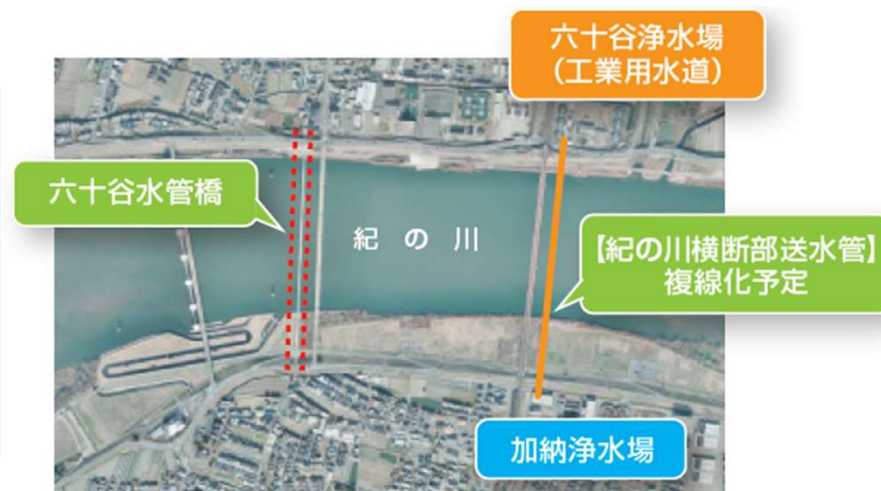 六十谷浄水場
（工業用水道）
六十谷水管橋
紀の川
【紀の川横断部送水管】
複線化予定
加納浄水場